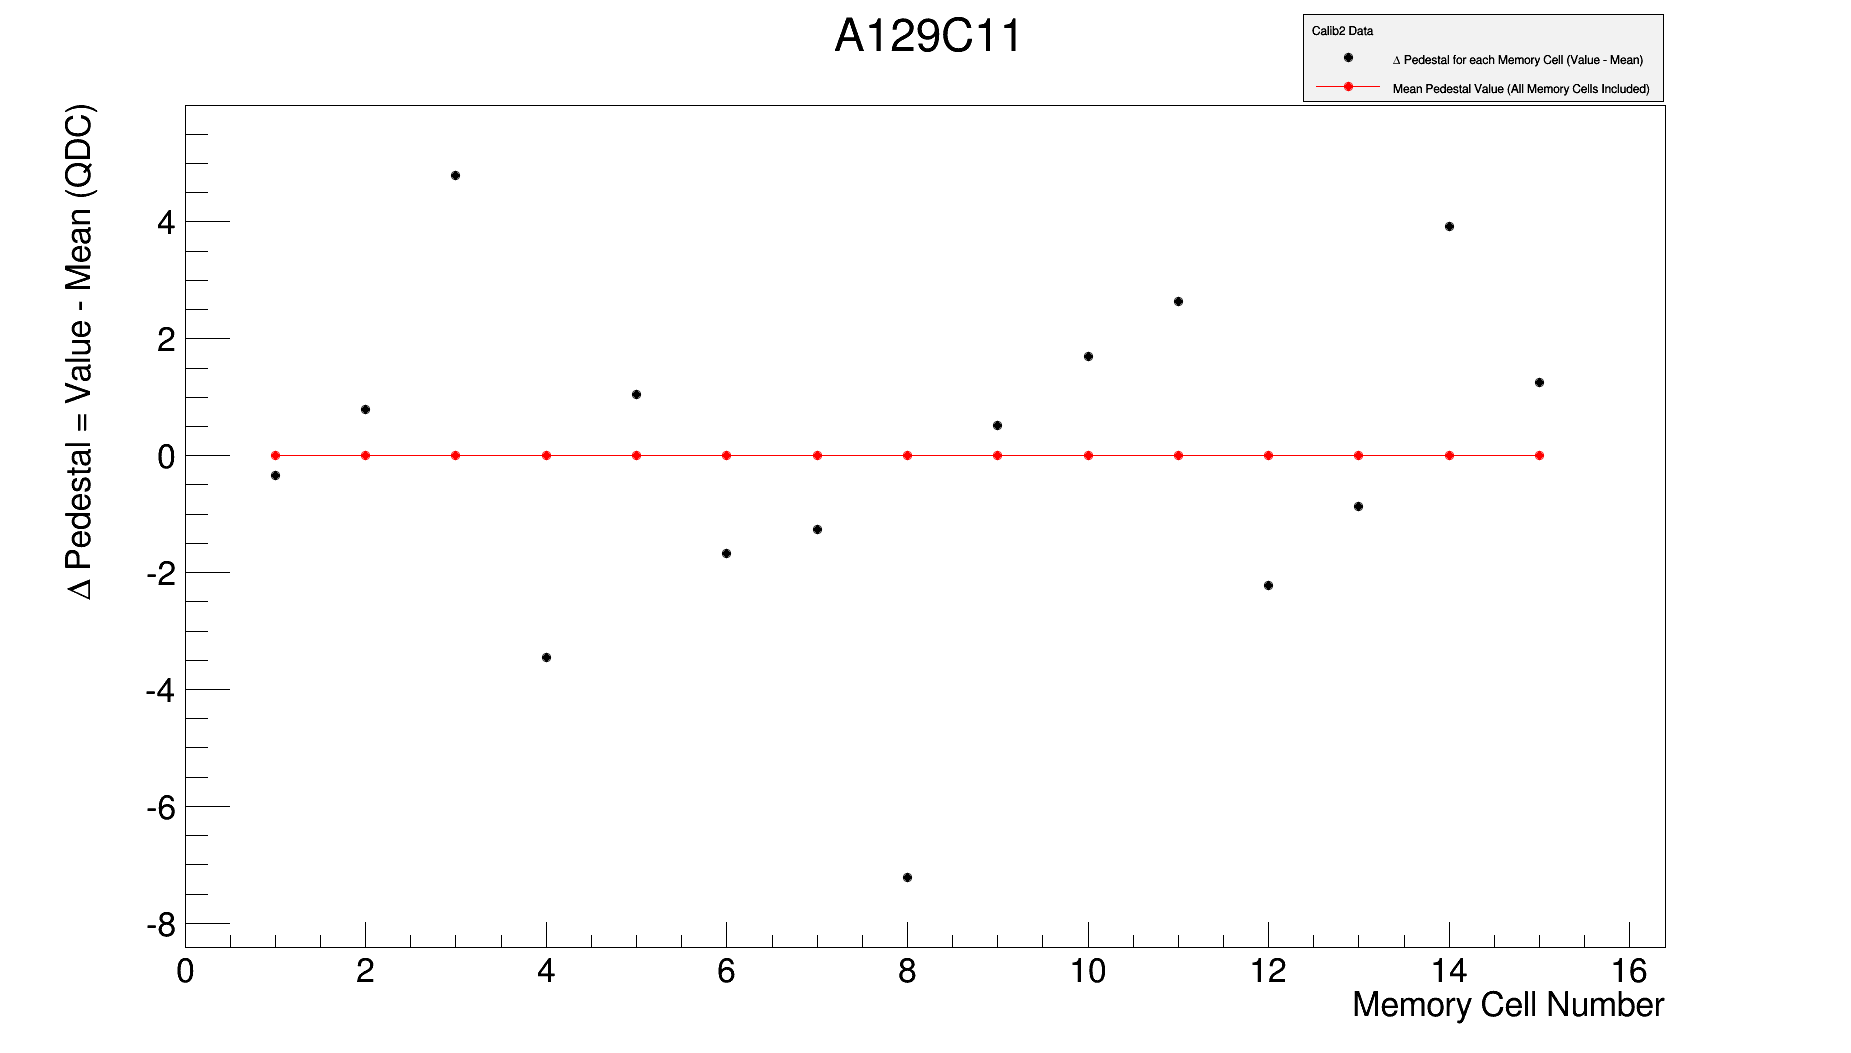 A129C11
Calib2 Data
Δ Pedestal for each Memory Cell (Value - Mean)
Mean Pedestal Value (All Memory Cells Included)
Δ Pedestal = Value - Mean (QDC)
4
2
0
-2
-4
-6
-8
0 2 4 6 8 10 12 14 16
Memory Cell Number